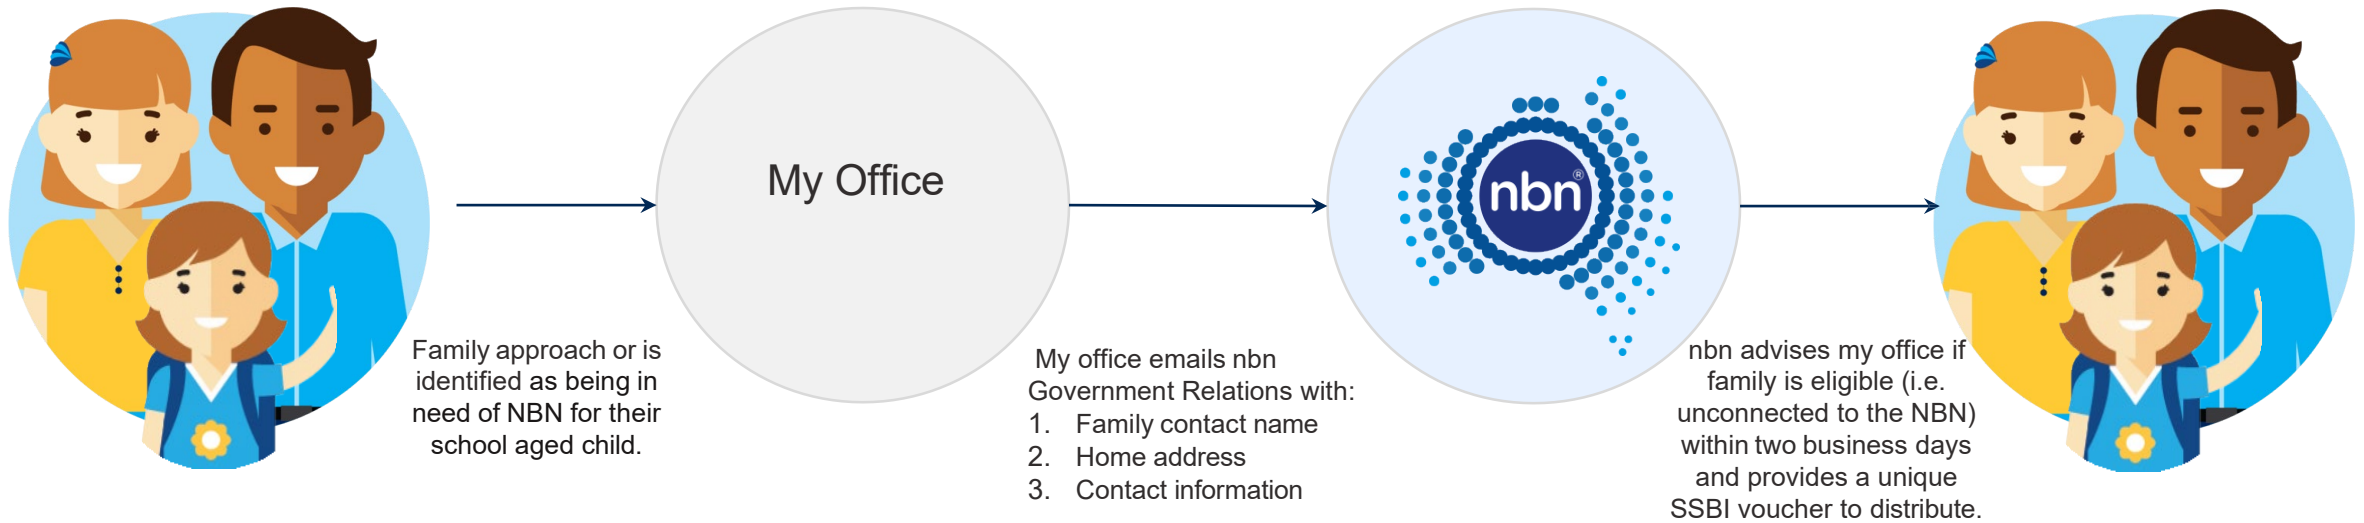 My Office
nbn®
Family approach or is
identified as being in
need of NBN for their
school aged child.
My office emails nbn
Government Relations with:
1. Family contact name
2. Home address
3. Contact information
nbn advises my office if
family is eligible (i.e.
unconnected to the NBN)
within two business days
and provides a unique
SSBI voucher to distribute.